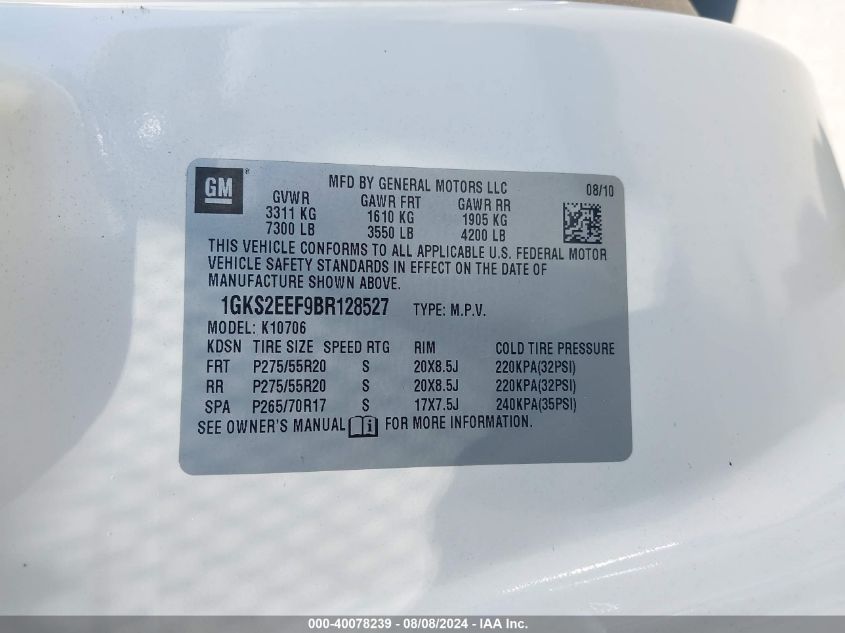 GM ®
MFD BY GENERAL MOTORS LLC 08/10
GVWR GAWR FRT GAWR RR
3311 KG 1610 KG 1905 KG
7300 LB 3550 LB 4200 LB
THIS VEHICLE CONFORMS TO ALL APPLICABLE U.S. FEDERAL MOTOR
VEHICLE SAFETY STANDARDS IN EFFECT ON THE DATE OF
MANUFACTURE SHOWN ABOVE.
1GKS2EEF9BR128527 TYPE: M.P.V.
MODEL: K10706
KDSN TIRE SIZE SPEED RTG RIM COLD TIRE PRESSURE
FRT P275/55R20 S 20X8.5J 220KPA(32PSI)
RR P275/55R20 S 20X8.5J 220KPA(32PSI)
SPA P265/70R17 S 17X7.5J 240KPA(35PSI)
SEE OWNER'S MANUAL i FOR MORE INFORMATION.
000-40078239 - 08/08/2024 - IAA Inc.